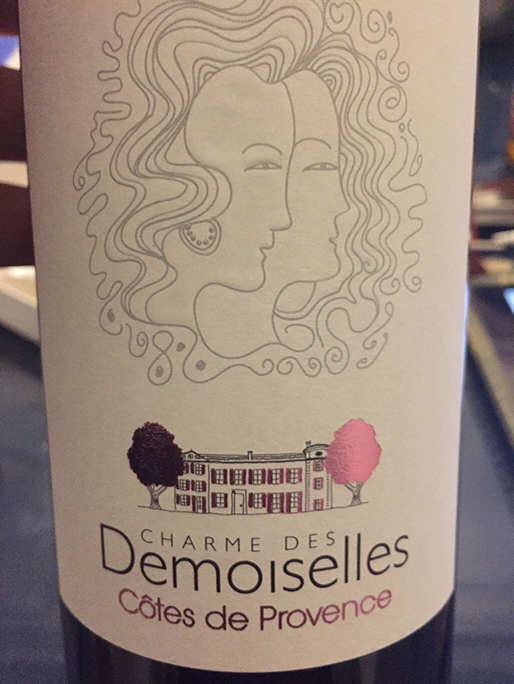 CHARME DES
Demoiselles
Côtes de Provence